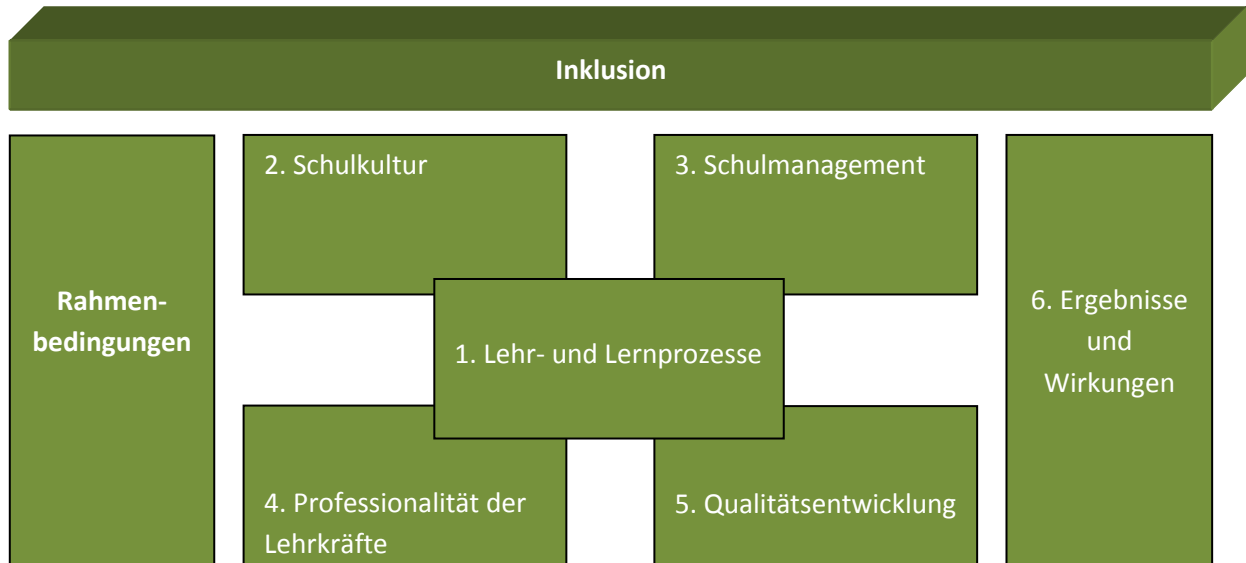 Inklusion
2. Schulkultur
3. Schulmanagement
Rahmen-
bedingungen
1. Lehr- und Lernprozesse
6. Ergebnisse
und
Wirkungen
4. Professionalität der
Lehrkräfte
5. Qualitätsentwicklung